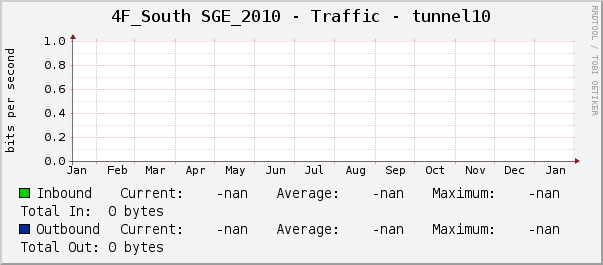 4F_South SGE_2010 - Traffic - tunnel10
RRDTOOL / TOBI OETIKER
bits per second
1.0
0.8
0.6
0.4
0.2
0.0
Jan Feb Mar Apr May Jun Jul Aug Sep Oct Nov Dec Jan
Inbound Current: -nan Average: -nan Maximum: -nan
Total In: 0 bytes
Outbound Current: -nan Average: -nan Maximum: -nan
Total Out: 0 bytes